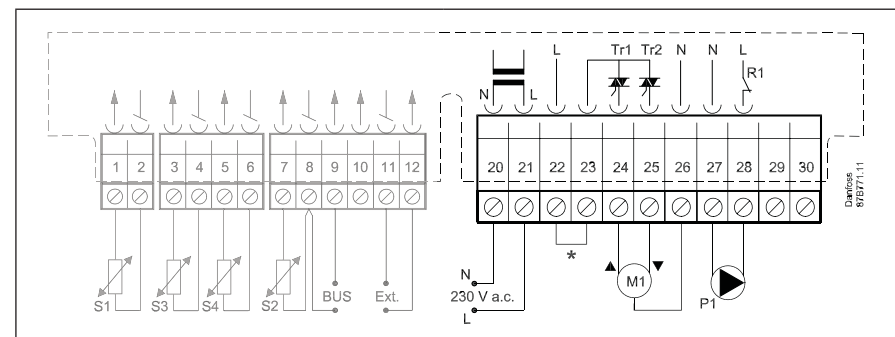 L Tr1 Tr2 N N L
R1
N L
1 2 3 4 5 6 7 8 9 10 11 12 20 21 22 23 24 25 26 27 28 29 30
Danfoss
87B771.11
*
N
S1 S3 S4 S2 BUS Ext. 230 V a.c. M1 P1
L